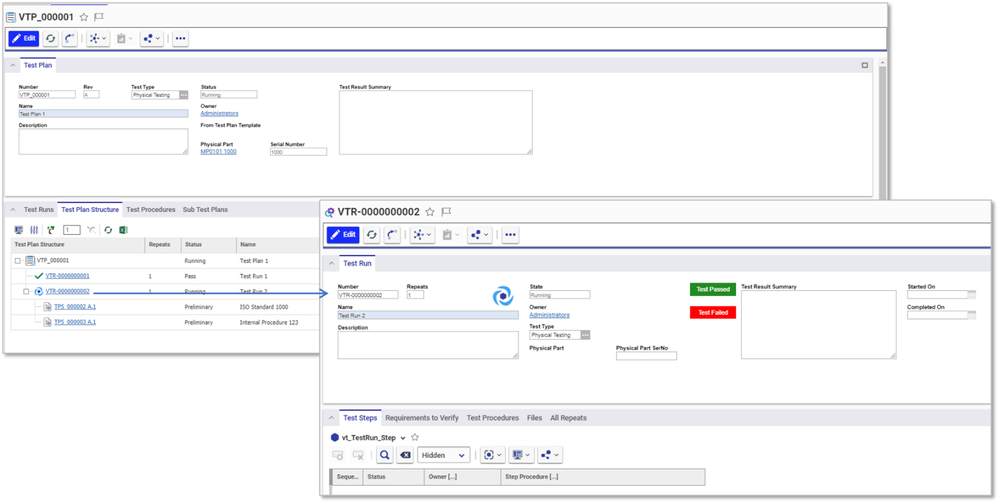 VTP_000001
Edit
Test Plan
Number Rev Test Type Status Test Result Summary
VTP_000001 A Physical Testing Running
Name Owner
Test Plan 1 Administrators
Description From Test Plan Template
Physical Part Serial Number
MP0101 1000 1000
Test Runs Test Plan Structure Test Procedures Sub Test Plans
1
Test Plan Structure Repeats Status Name
VTP_000001 Running Test Plan 1
VTR-0000000001 1 Pass Test Run 1
VTR-0000000002 1 Running Test Run 2
TPS_000002 A.1 Preliminary ISO Standard 1000
TPS_000003 A.1 Preliminary Internal Procedure 123
VTR-0000000002
Edit
Test Run
Number Repeats State Test Passed Test Result Summary Started On
VTR-0000000002 1 Running
Name Owner Completed On
Test Run 2 Administrators Test Failed
Description Test Type
Physical Testing
Physical Part Physical Part SerNo
Test Steps Requirements to Verify Test Procedures Files All Repeats
vt_TestRun_Step
Hidden
Seque... Status Owner [...] Step Procedure [...]